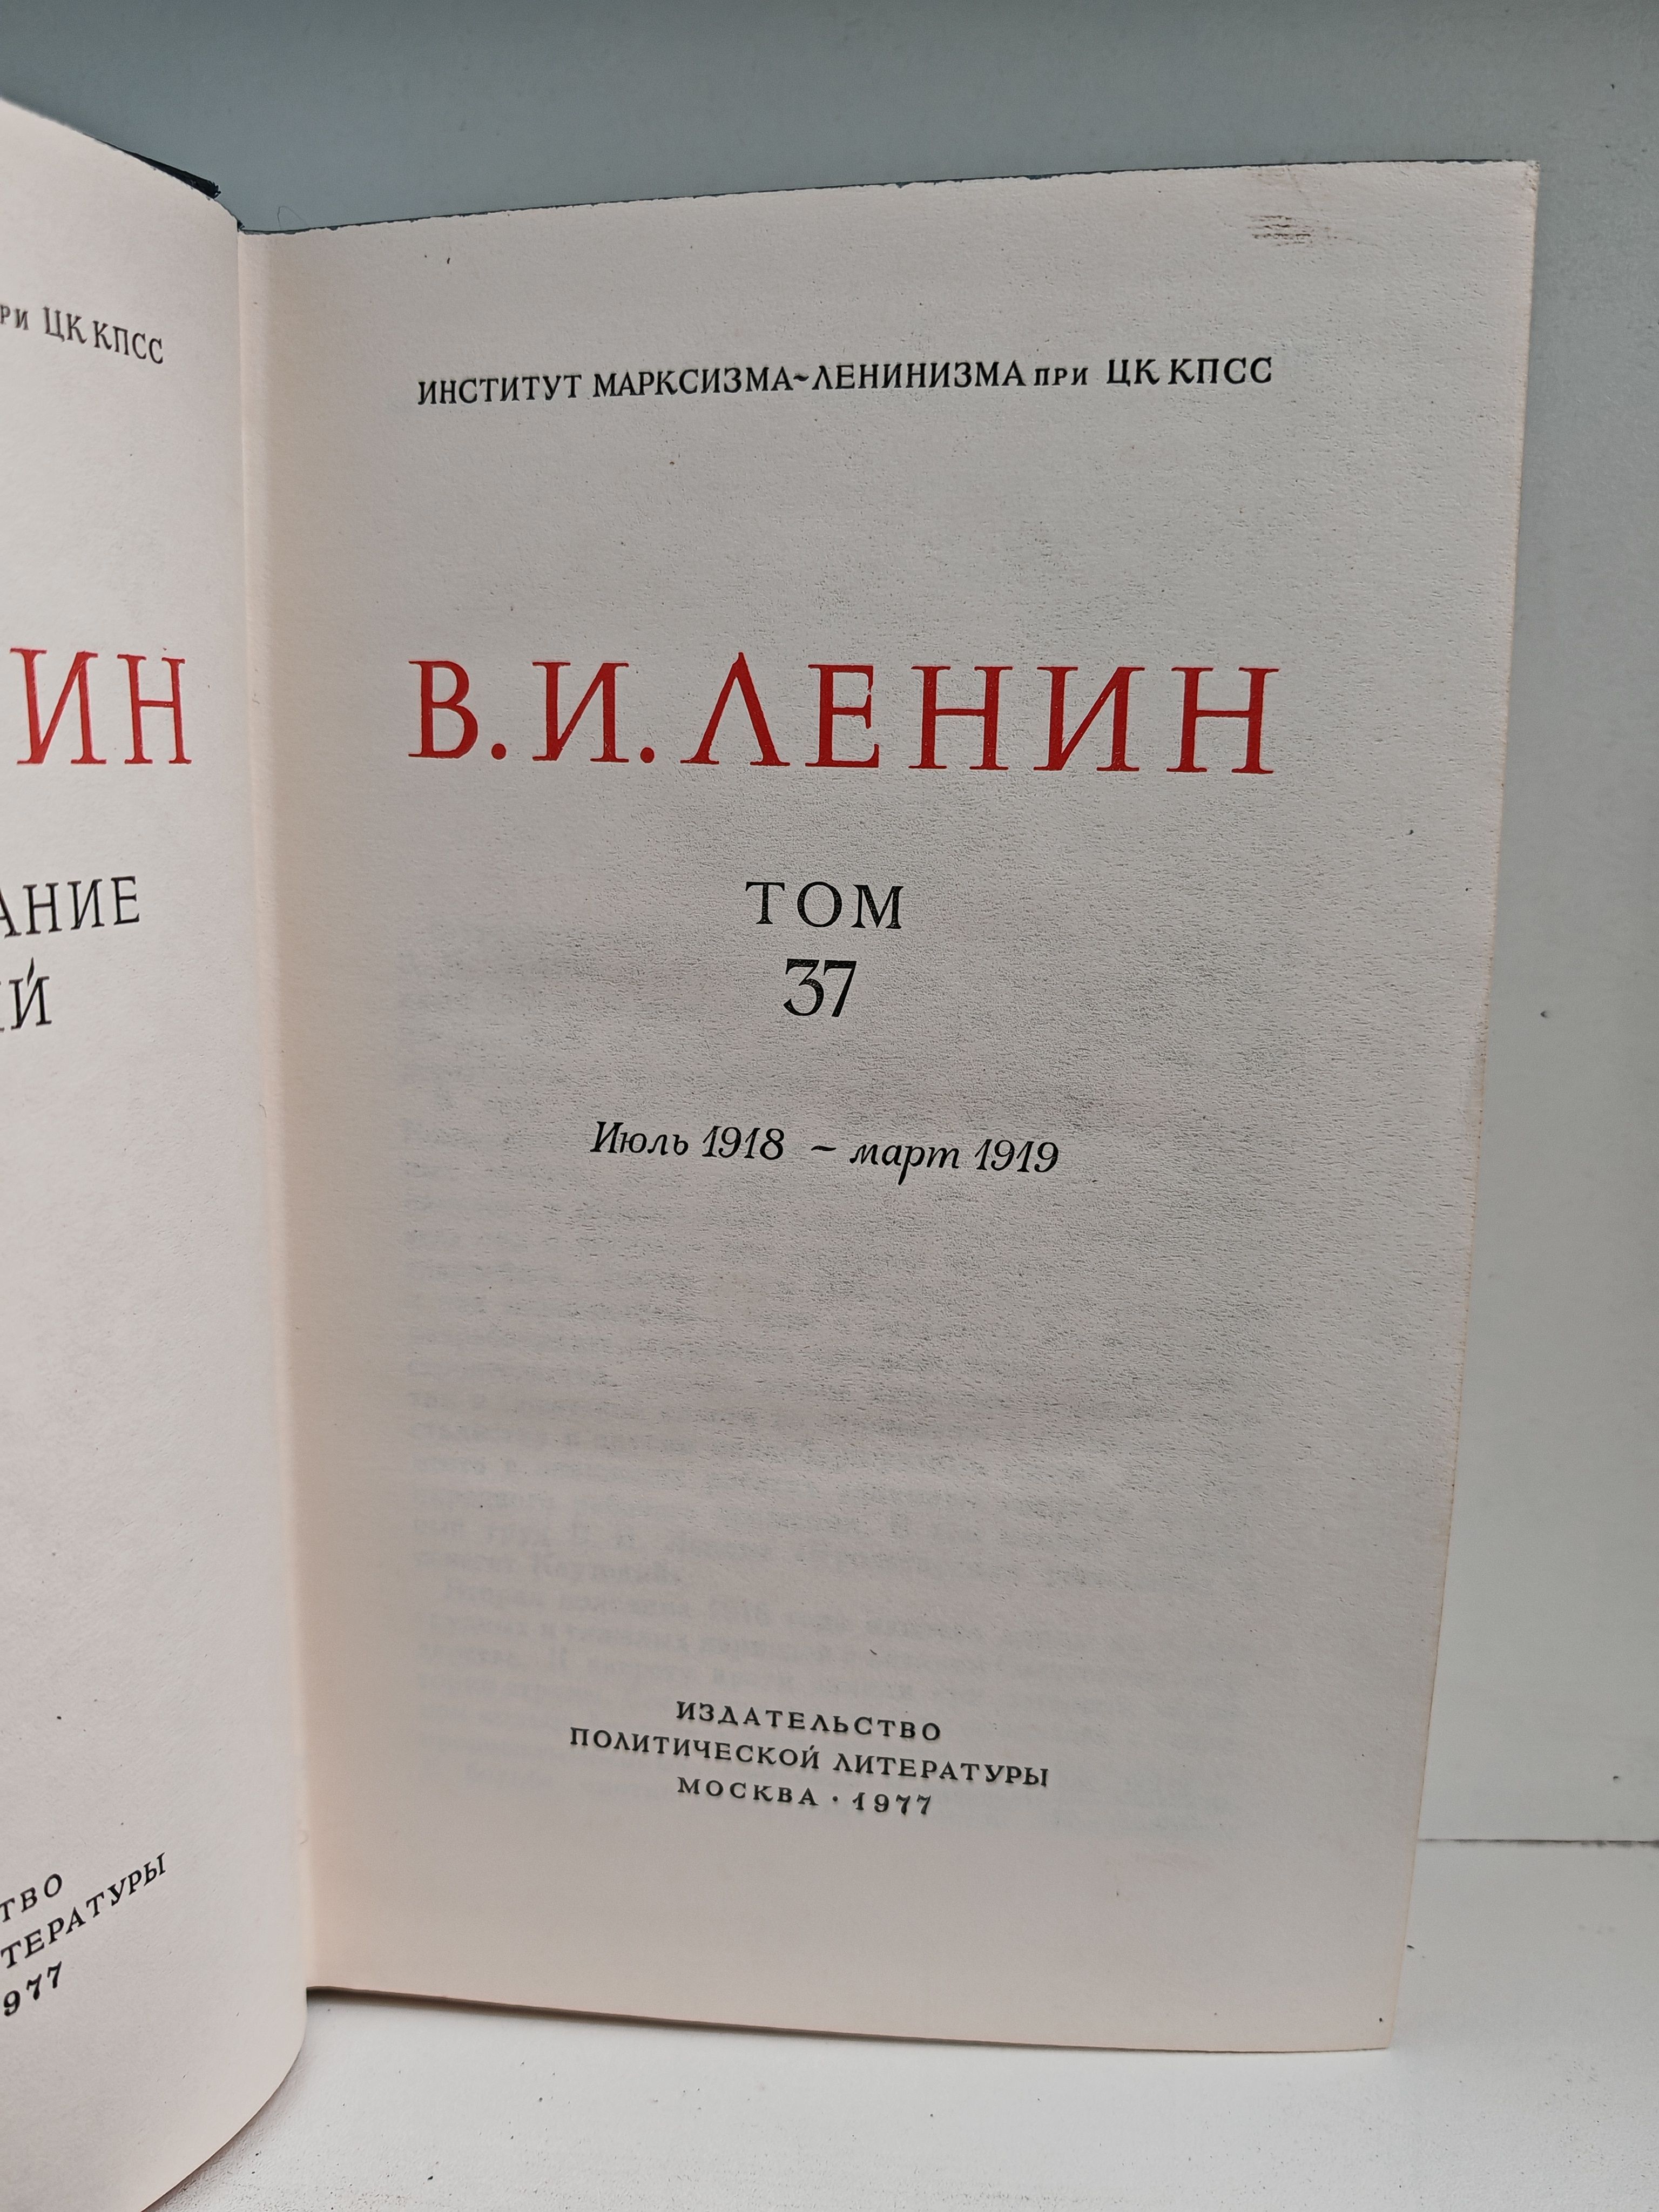 ри ЦК КПСС
ИН
АНИЕ
ИЙ
ТВО
ТЕРАТУРЫ
977
ИНСТИТУТ МАРКСИЗМА-ЛЕНИНИЗМА при ЦК КПСС
В. И. ЛЕНИН
ТОМ
37
Июль 1918 – март 1919
ИЗДАТЕЛЬСТВО
ПОЛИТИЧЕСКОЙ ЛИТЕРАТУРЫ
МОСКВА · 1977